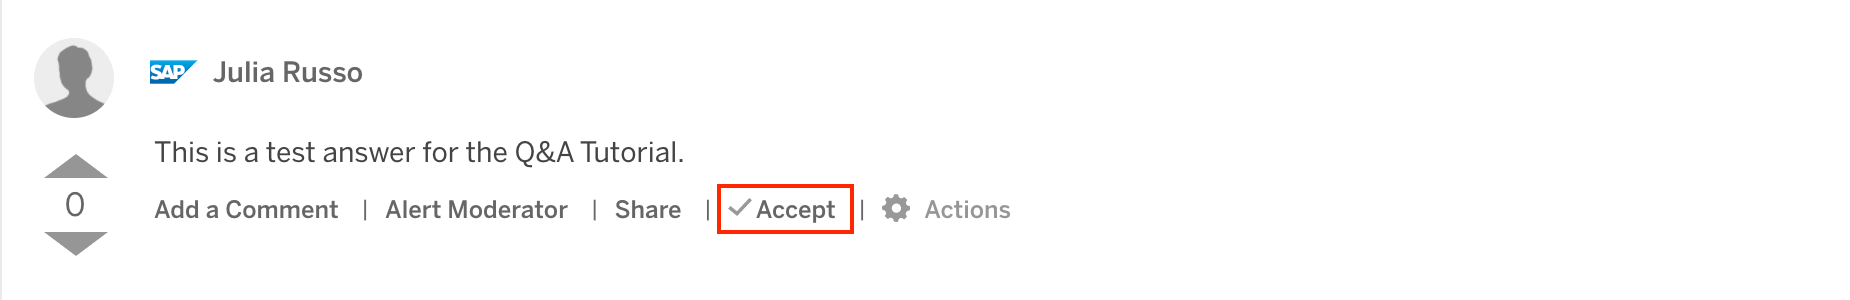 SAP Julia Russo
This is a test answer for the Q&A Tutorial.
0
Add a Comment | Alert Moderator | Share | Accept | Actions